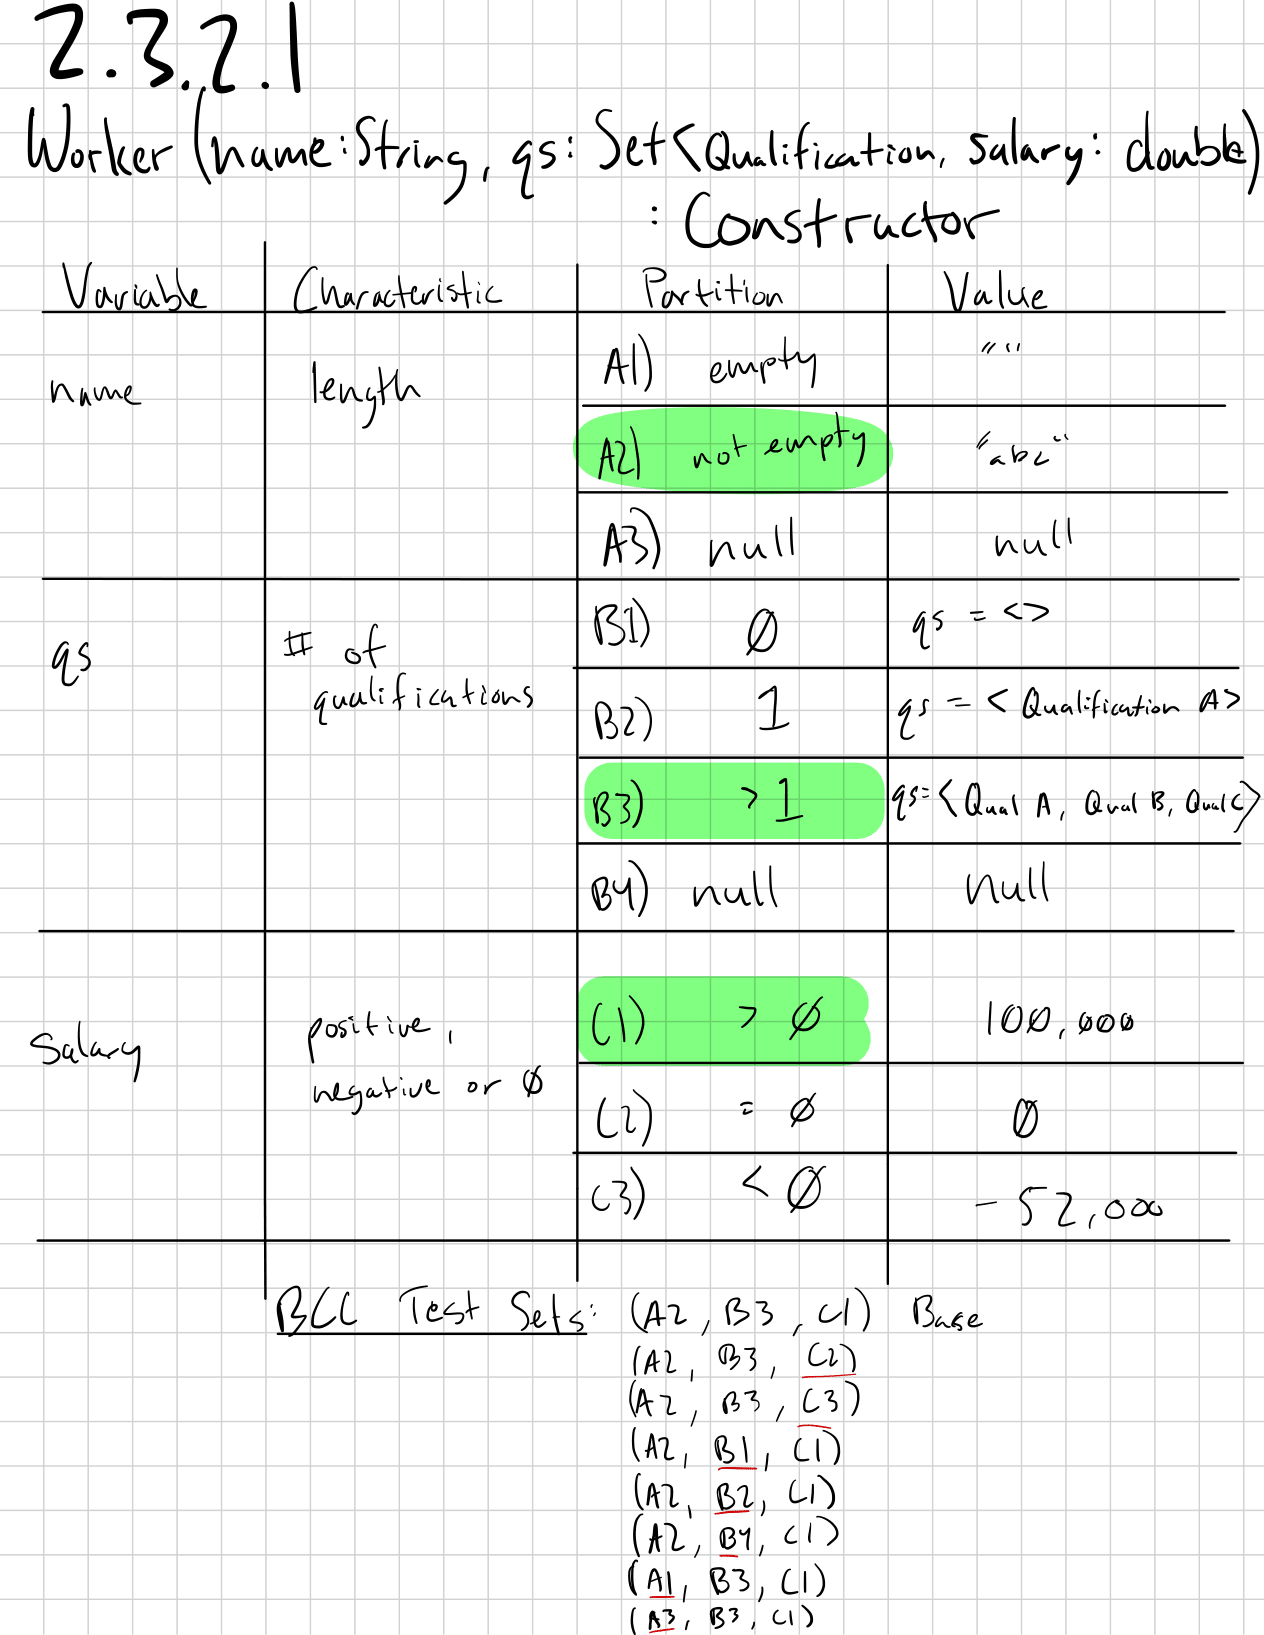 2.3.2.1
Worker (name: String, qs: Set<Qualification, Salary: double)
: Constructor
Variable Characteristic Partition Value
name length A1) empty ""
A2) not empty "abc"
A3) null null
qs # of qualifications B1) Ø qs = <>
B2) 1 qs = <Qualification A>
B3) >1 qs=<Qual A, Qual B, Qual C>
B4) null null
Salary positive, negative or Ø C1) > Ø 100,000
C2) = Ø Ø
C3) < Ø -52,000
BCC Test Sets: (A2, B3, C1) Base
(A2, B3, C2)
(A2, B3, C3)
(A2, B1, C1)
(A2, B2, C1)
(A2, B4, C1)
(A1, B3, C1)
(A3, B3, C1)